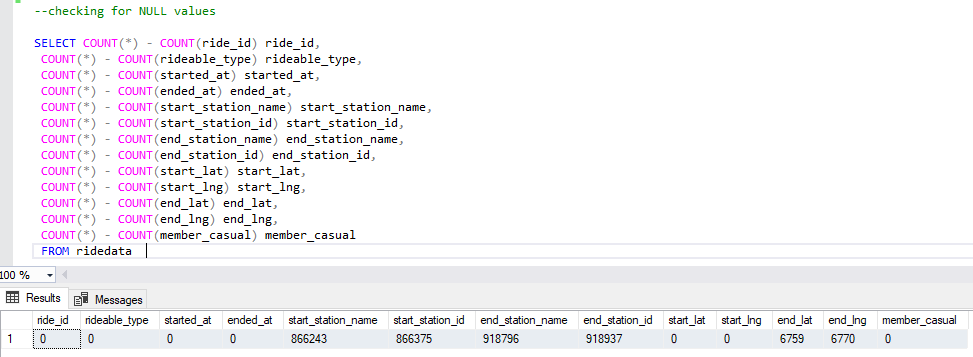 --checking for NULL values
SELECT COUNT(*) - COUNT(ride_id) ride_id,
COUNT(*) - COUNT(rideable_type) rideable_type,
COUNT(*) - COUNT(started_at) started_at,
COUNT(*) - COUNT(ended_at) ended_at,
COUNT(*) - COUNT(start_station_name) start_station_name,
COUNT(*) - COUNT(start_station_id) start_station_id,
COUNT(*) - COUNT(end_station_name) end_station_name,
COUNT(*) - COUNT(end_station_id) end_station_id,
COUNT(*) - COUNT(start_lat) start_lat,
COUNT(*) - COUNT(start_lng) start_lng,
COUNT(*) - COUNT(end_lat) end_lat,
COUNT(*) - COUNT(end_lng) end_lng,
COUNT(*) - COUNT(member_casual) member_casual
FROM ridedata
100 %
Results Messages
ride_id rideable_type started_at ended_at start_station_name start_station_id end_station_name end_station_id start_lat start_lng end_lat end_lng member_casual
1 0 0 0 0 866243 866375 918796 918937 0 0 6759 6770 0